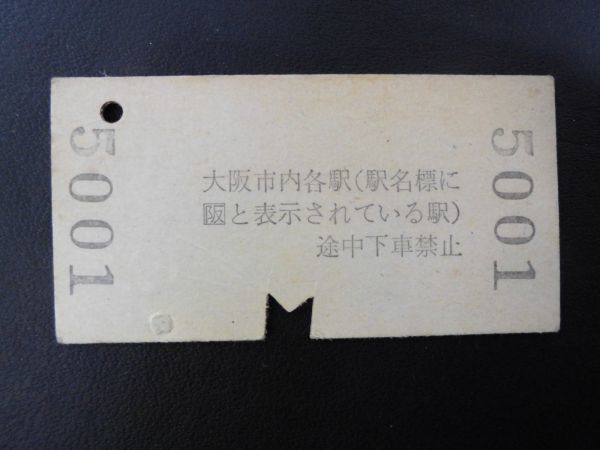 5001
大阪市内各駅(駅名標に
阪と表示されている駅)
途中下車禁止
5001